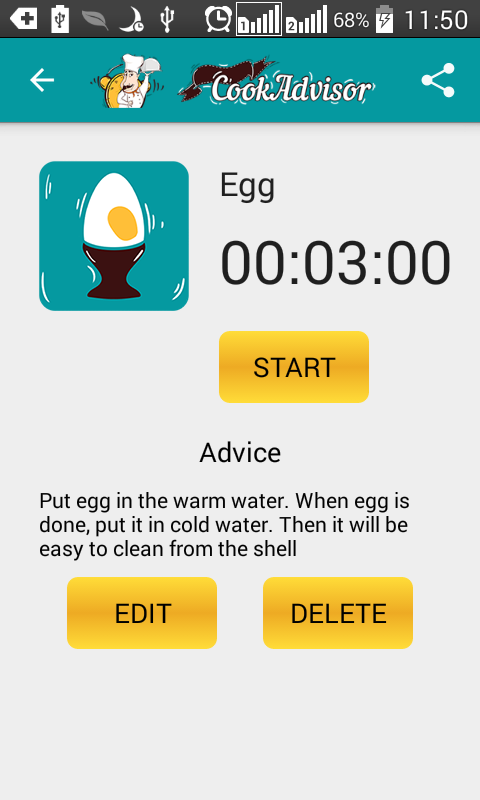 1 2 68% 11:50
CookAdvisor
Egg
00:03:00
START
Advice
Put egg in the warm water. When egg is
done, put it in cold water. Then it will be
easy to clean from the shell
EDIT DELETE